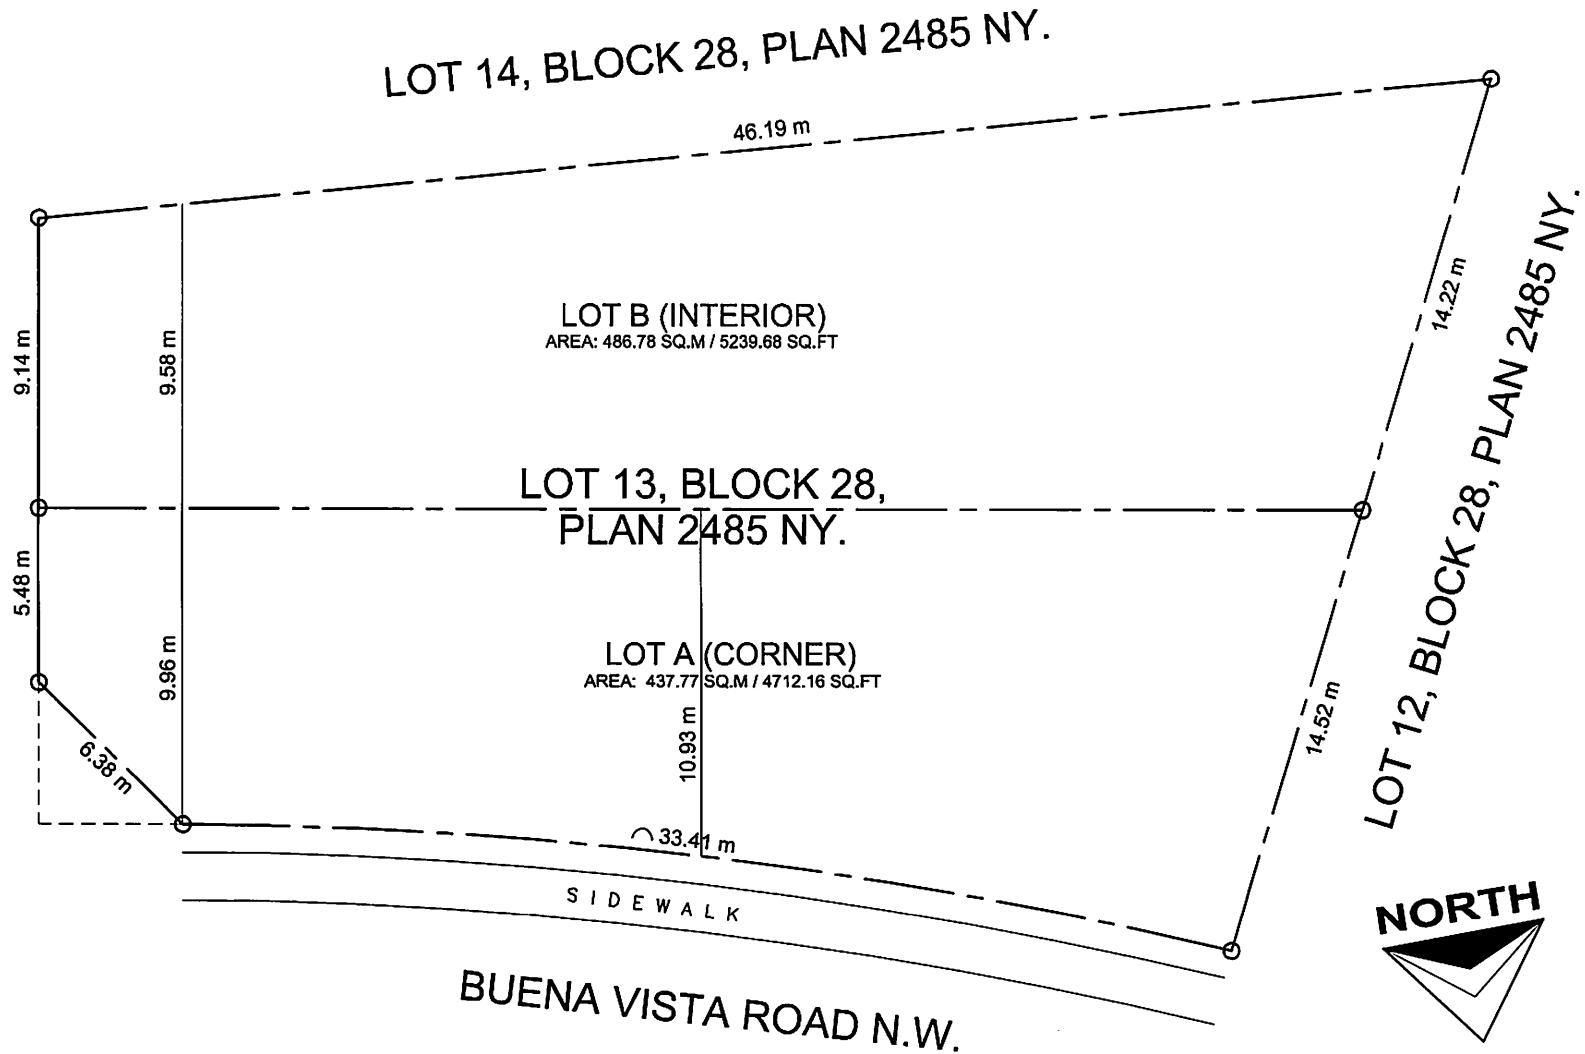 LOT 14, BLOCK 28, PLAN 2485 NY.
46.19 m
9.14 m
9.58 m
LOT B (INTERIOR)
AREA: 486.78 SQ.M / 5239.68 SQ.FT
14.22 m
LOT 12, BLOCK 28, PLAN 2485 NY.
LOT 13, BLOCK 28,
PLAN 2485 NY.
5.48 m
9.96 m
LOT A (CORNER)
AREA: 437.77 SQ.M / 4712.16 SQ.FT
10.93 m
14.52 m
6.38 m
33.41 m
SIDEWALK
BUENA VISTA ROAD N.W.
NORTH